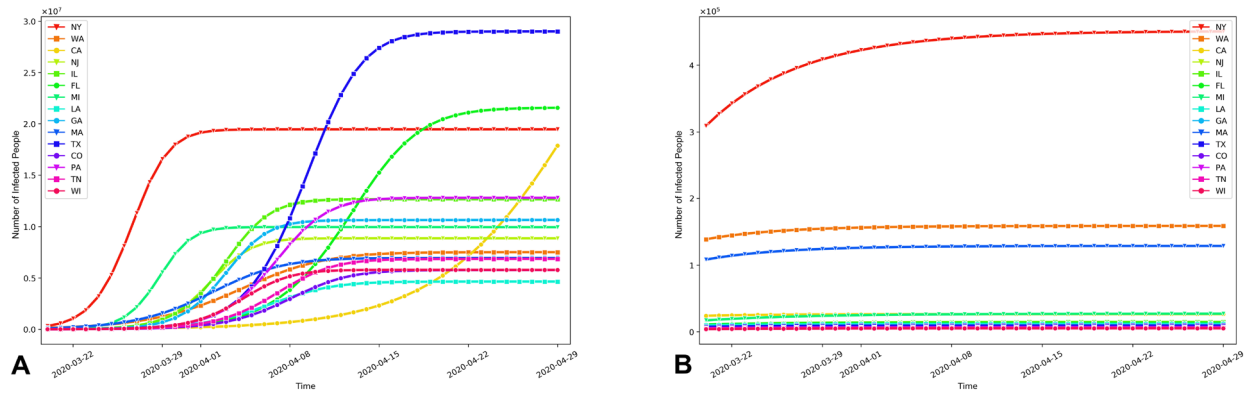 ×10⁷
3.0
2.5
2.0
1.5
1.0
0.5
0.0
Number of Infected People
NY
WA
CA
NJ
IL
FL
MI
LA
GA
MA
TX
CO
PA
TN
WI
2020-03-22
2020-03-29
2020-04-01
2020-04-08
2020-04-15
2020-04-22
2020-04-29
Time
A
×10⁵
4
3
2
1
0
Number of Infected People
NY
WA
CA
NJ
IL
FL
MI
LA
GA
MA
TX
CO
PA
TN
WI
2020-03-22
2020-03-29
2020-04-01
2020-04-08
2020-04-15
2020-04-22
2020-04-29
Time
B